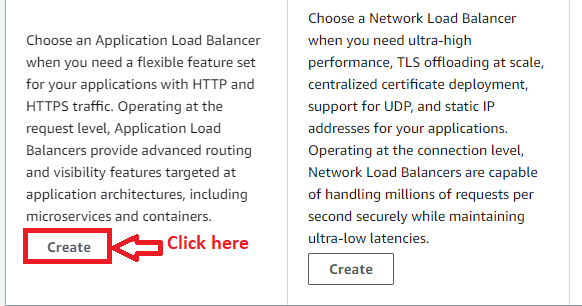 Choose an Application Load Balancer
when you need a flexible feature set
for your applications with HTTP and
HTTPS traffic. Operating at the
request level, Application Load
Balancers provide advanced routing
and visibility features targeted at
application architectures, including
microservices and containers.
Create
Click here
Choose a Network Load Balancer
when you need ultra-high
performance, TLS offloading at scale,
centralized certificate deployment,
support for UDP, and static IP
addresses for your applications.
Operating at the connection level,
Network Load Balancers are capable
of handling millions of requests per
second securely while maintaining
ultra-low latencies.
Create